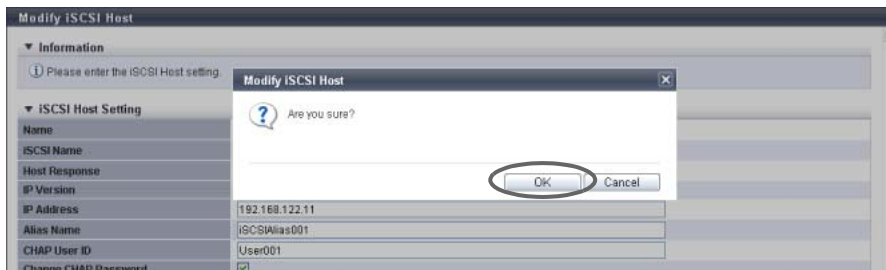 Modify iSCSI Host
Information
Please enter the iSCSI Host setting.
Modify iSCSI Host
Are you sure?
OK Cancel
iSCSI Host Setting
Name
iSCSI Name
Host Response
IP Version
IP Address 192.168.122.11
Alias Name iSCSIAlias001
CHAP User ID User001
Change CHAP Password